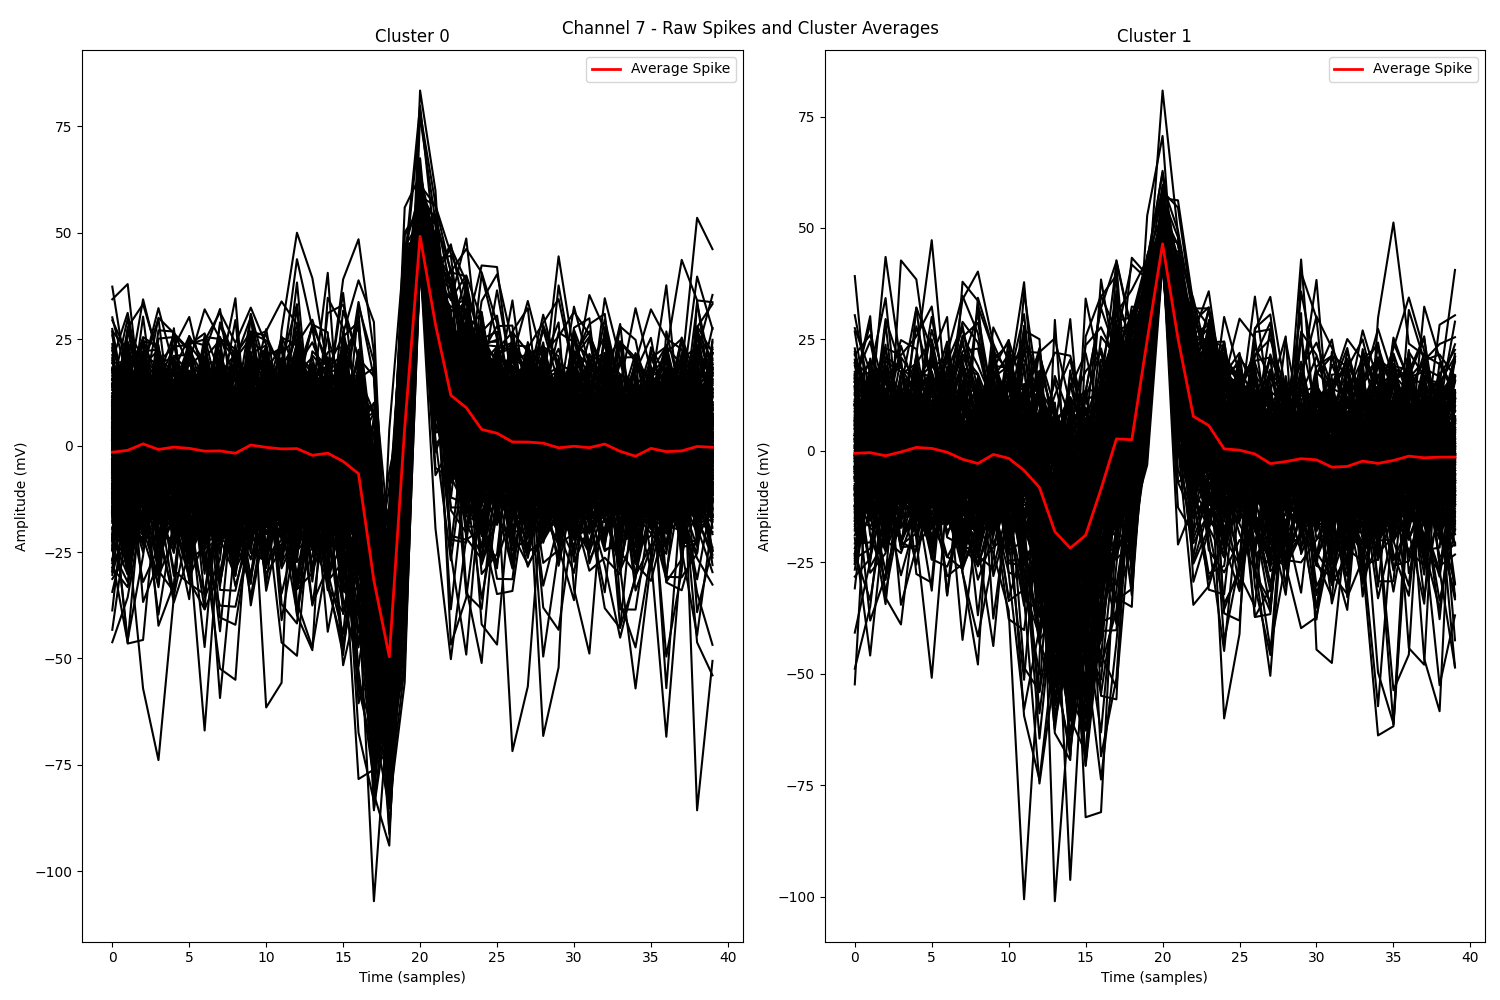 Channel 7 - Raw Spikes and Cluster Averages
Cluster 0
Average Spike
75
50
25
0
−25
−50
−75
−100
Amplitude (mV)
0 5 10 15 20 25 30 35 40
Time (samples)
Cluster 1
Average Spike
75
50
25
0
−25
−50
−75
−100
Amplitude (mV)
0 5 10 15 20 25 30 35 40
Time (samples)